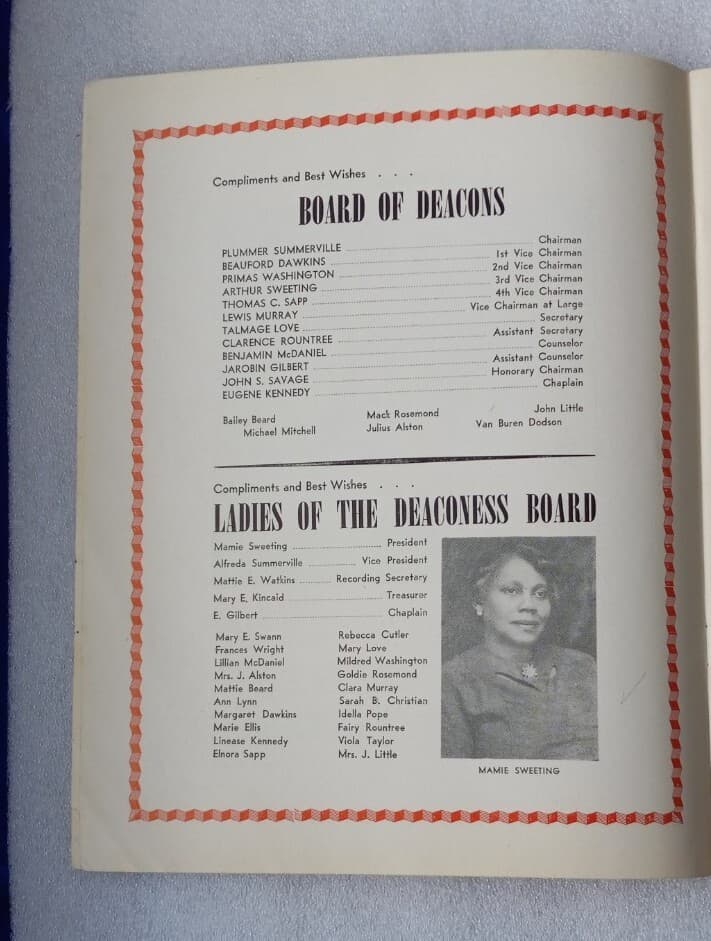 Compliments and Best Wishes . . .
BOARD OF DEACONS
PLUMMER SUMMERVILLE ........ Chairman
BEAUFORD DAWKINS ........ 1st Vice Chairman
PRIMAS WASHINGTON ........ 2nd Vice Chairman
ARTHUR SWEETING ........ 3rd Vice Chairman
THOMAS C. SAPP ........ 4th Vice Chairman
LEWIS MURRAY ........ Vice Chairman at Large
TALMAGE LOVE ........ Secretary
CLARENCE ROUNTREE ........ Assistant Secretary
BENJAMIN McDANIEL ........ Counselor
JAROBIN GILBERT ........ Assistant Counselor
JOHN S. SAVAGE ........ Honorary Chairman
EUGENE KENNEDY ........ Chaplain
Bailey Beard Mack Rosemond John Little
Michael Mitchell Julius Alston Van Buren Dodson
Compliments and Best Wishes . . .
LADIES OF THE DEACONESS BOARD
Mamie Sweeting ........ President
Alfreda Summerville ........ Vice President
Mattie E. Watkins ........ Recording Secretary
Mary E. Kincaid ........ Treasurer
E. Gilbert ........ Chaplain
Mary E. Swann Rebecca Cutler
Frances Wright Mary Love
Lillian McDaniel Mildred Washington
Mrs. J. Alston Goldie Rosemond
Mattie Beard Clara Murray
Ann Lynn Sarah B. Christian
Margaret Dawkins Idella Pope
Marie Ellis Fairy Rountree
Linease Kennedy Viola Taylor
Elnora Sapp Mrs. J. Little
MAMIE SWEETING